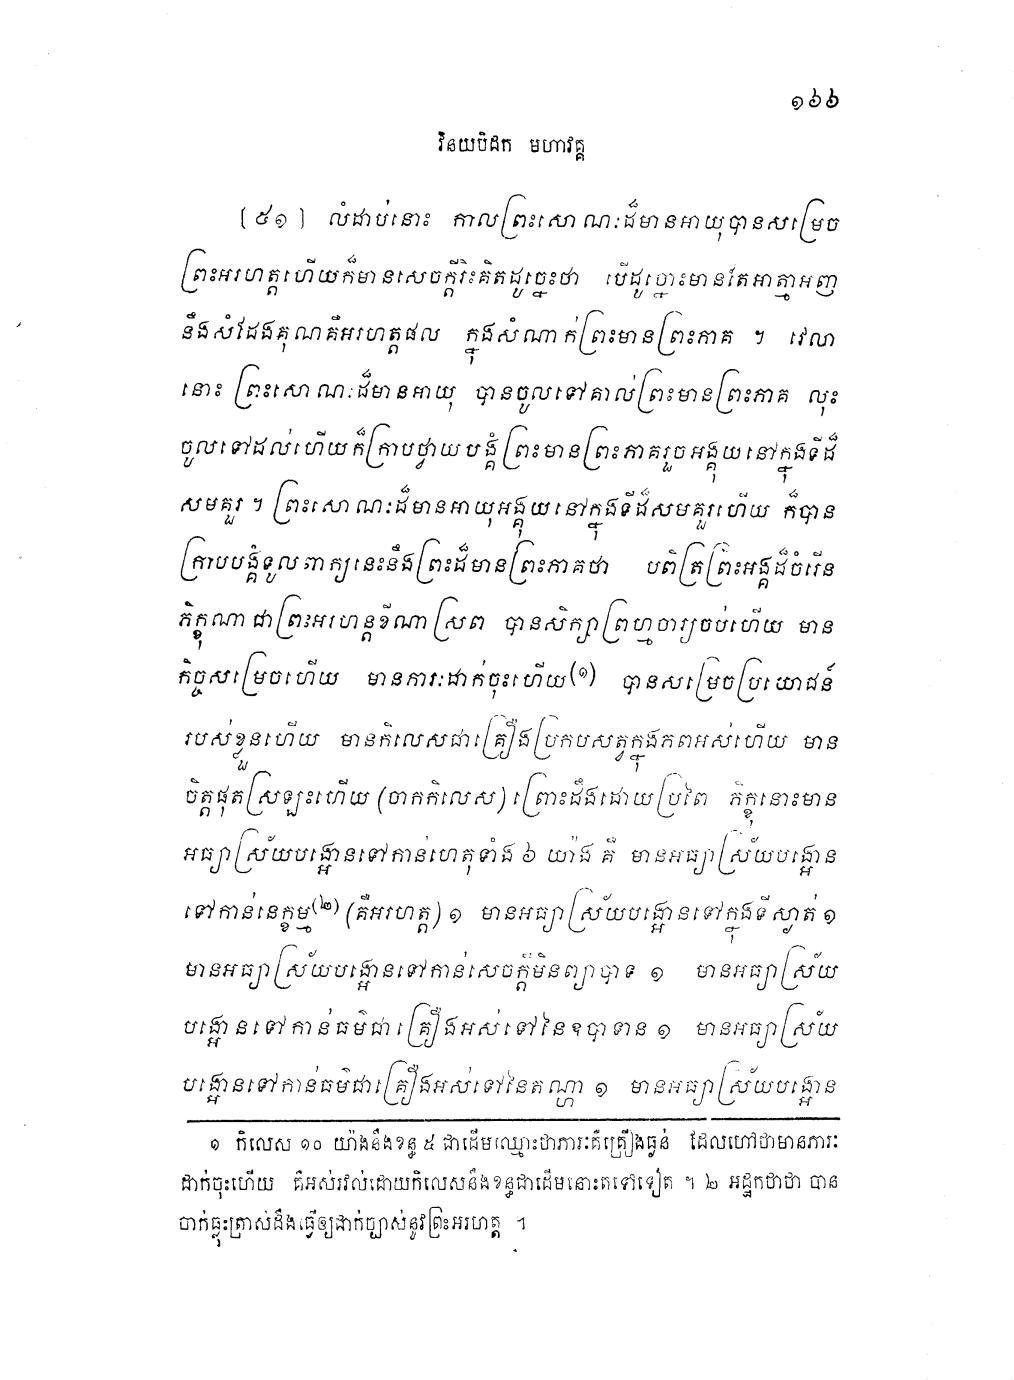 ១៦៦
វិនយបិដក មហាវគ្គ
[៥១] លំដាប់នោះ កាលព្រះសោណៈដ៏មានអាយុបានសម្រេច
ព្រះអរហត្តហើយក៏មានសេចក្តីរិះគិតដូច្នេះថា បើដូច្នោះមានតែអាត្មាអញ
នឹងសំដែងគុណគឺអរហត្តផល ក្នុងសំណាក់ព្រះមានព្រះភាគ ។ វេលា
នោះ ព្រះសោណៈដ៏មានអាយុ បានចូលទៅគាល់ព្រះមានព្រះភាគ លុះ
ចូលទៅដល់ហើយក៏ក្រាបថ្វាយបង្គំ ព្រះមានព្រះភាគរួចអង្គុយនៅក្នុងទីដ៏
សមគួរ ។ ព្រះសោណៈដ៏មានអាយុអង្គុយនៅក្នុងទីដ៏សមគួរហើយ ក៏បាន
ក្រាបបង្គំទូលពាក្យនេះនឹងព្រះដ៏មានព្រះភាគថា បពិត្រព្រះអង្គដ៏ចំរើន
ភិក្ខុណាជាព្រះអរហន្តខីណាស្រព បានសិក្សាព្រហ្មចារ្យចប់ហើយ មាន
កិច្ចសម្រេចហើយ មានភារៈដាក់ចុះហើយ(១) បានសម្រេចប្រយោជន៍
របស់ខ្លួនហើយ មានកិលេសជាគ្រឿងប្រកបសត្វក្នុងភពអស់ហើយ មាន
ចិត្តផុតស្រឡះហើយ (ចាកកិលេស) ព្រោះដឹងដោយប្រពៃ ភិក្ខុនោះមាន
អធ្យាស្រ័យបង្អោនទៅកាន់ហេតុទាំង ៦ យ៉ាង គឺ មានអធ្យាស្រ័យបង្អោន
ទៅកាន់នេក្ខម្ម(២) (គឺអរហត្ត) ១ មានអធ្យាស្រ័យបង្អោនទៅក្នុងទីស្ងាត់ ១
មានអធ្យាស្រ័យបង្អោនទៅកាន់សេចក្តីមិនព្យាបាទ ១ មានអធ្យាស្រ័យ
បង្អោនទៅកាន់ធម៌ជាគ្រឿងអស់ទៅនៃឧបាទាន ១ មានអធ្យាស្រ័យ
បង្អោនទៅកាន់ធម៌ជាគ្រឿងអស់ទៅនៃតណ្ហា ១ មានអធ្យាស្រ័យបង្អោន
១ កិលេស ១០ យ៉ាងនឹងខន្ធ ៥ ជាដើមឈ្មោះថាភារៈគឺគ្រឿងធ្ងន់ ដែលហៅថាមានភារៈ
ដាក់ចុះហើយ គឺអស់រវល់ដោយកិលេសនឹងខន្ធជាដើមនោះតទៅទៀត ។ ២ អដ្ឋកថាថា បាន
ចាក់ធ្លុះត្រាស់ដឹងធ្វើឲ្យជាក់ច្បាស់នូវព្រះអរហត្ត ។